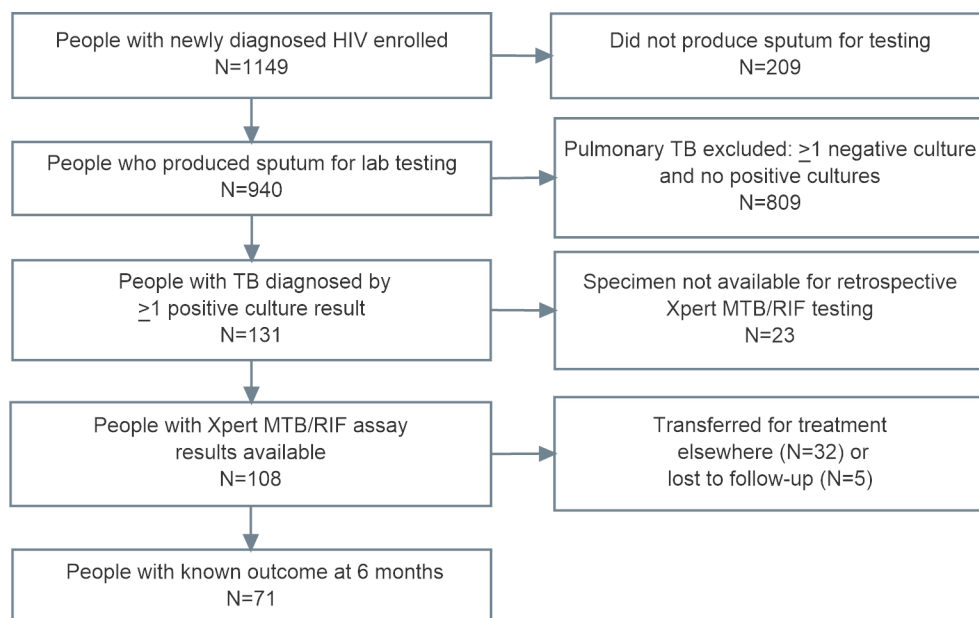 People with newly diagnosed HIV enrolled
N=1149
Did not produce sputum for testing
N=209
People who produced sputum for lab testing
N=940
Pulmonary TB excluded: ≥1 negative culture
and no positive cultures
N=809
People with TB diagnosed by
≥1 positive culture result
N=131
Specimen not available for retrospective
Xpert MTB/RIF testing
N=23
People with Xpert MTB/RIF assay
results available
N=108
Transferred for treatment
elsewhere (N=32) or
lost to follow-up (N=5)
People with known outcome at 6 months
N=71